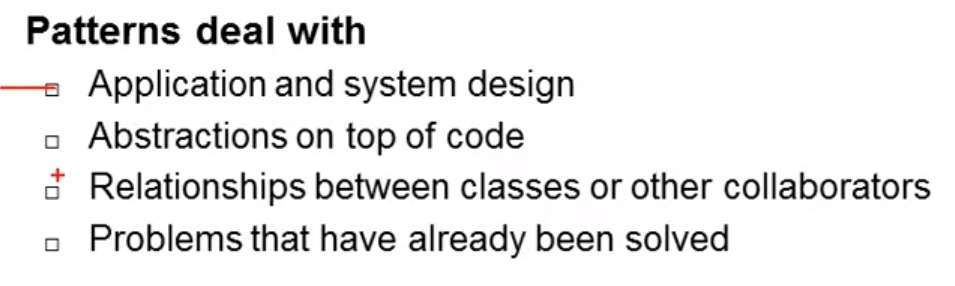 Patterns deal with
Application and system design
Abstractions on top of code
Relationships between classes or other collaborators
Problems that have already been solved